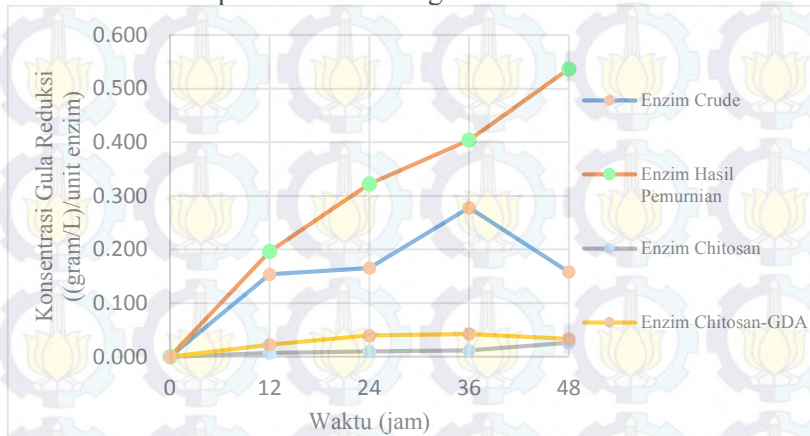 0.600
0.500
0.400
0.300
0.200
0.100
0.000
Konsentrasi Gula Reduksi
((gram/L)/unit enzim)
0
12
24
36
48
Waktu (jam)
Enzim Crude
Enzim Hasil
Pemurnian
Enzim Chitosan
Enzim Chitosan-GDA